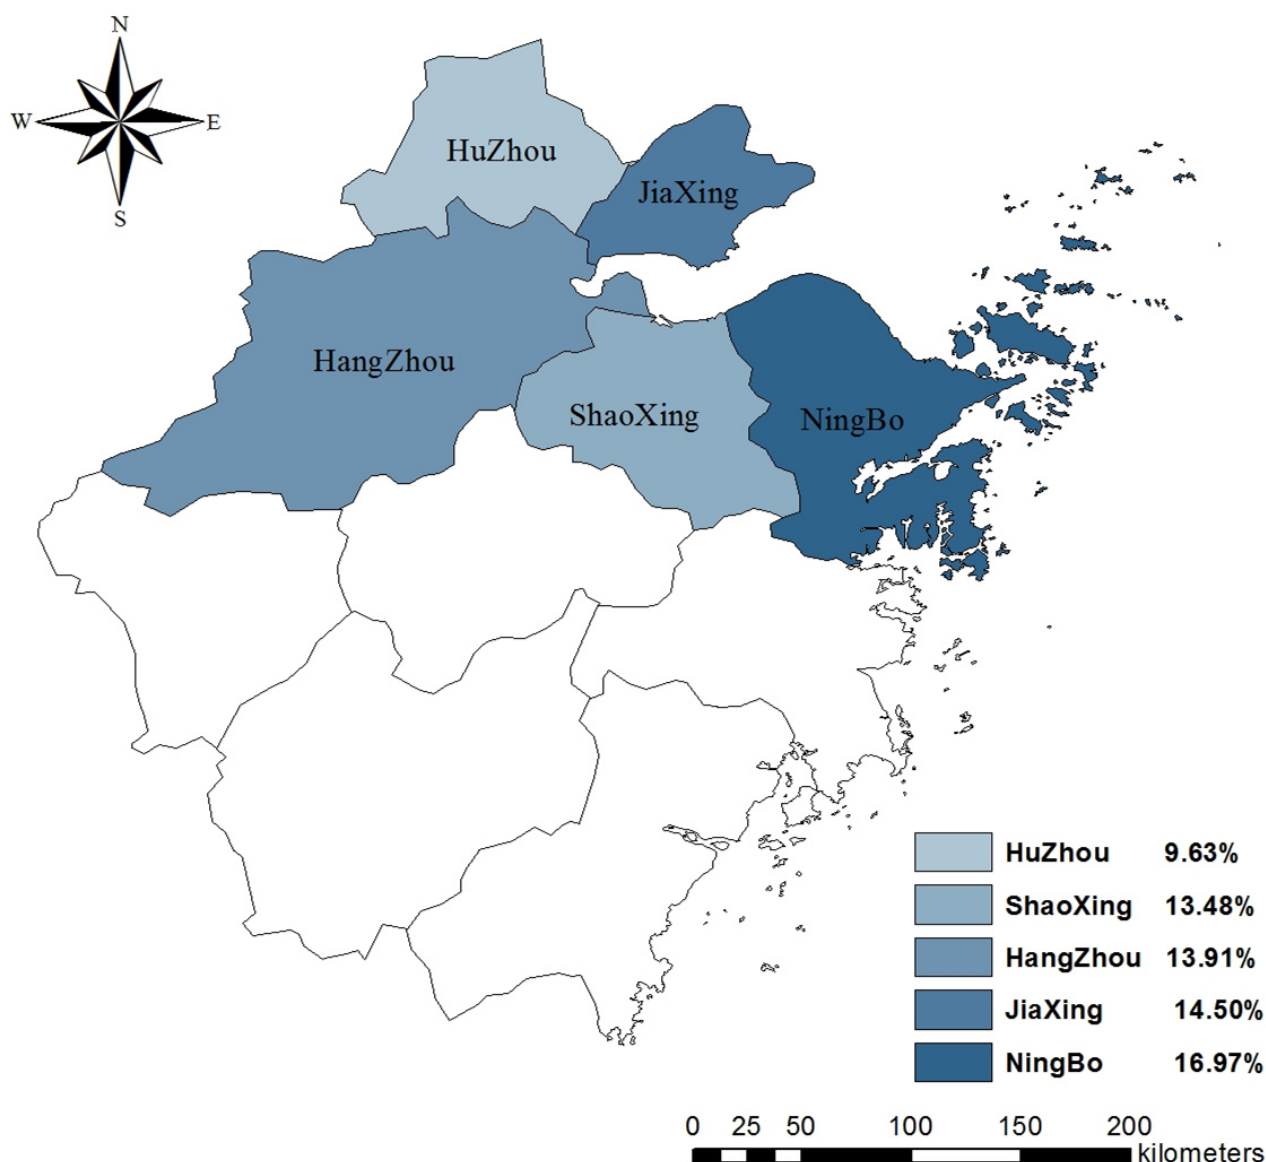 N
W E
S
HuZhou
JiaXing
HangZhou
ShaoXing
NingBo
HuZhou 9.63%
ShaoXing 13.48%
HangZhou 13.91%
JiaXing 14.50%
NingBo 16.97%
0 25 50 100 150 200
kilometers